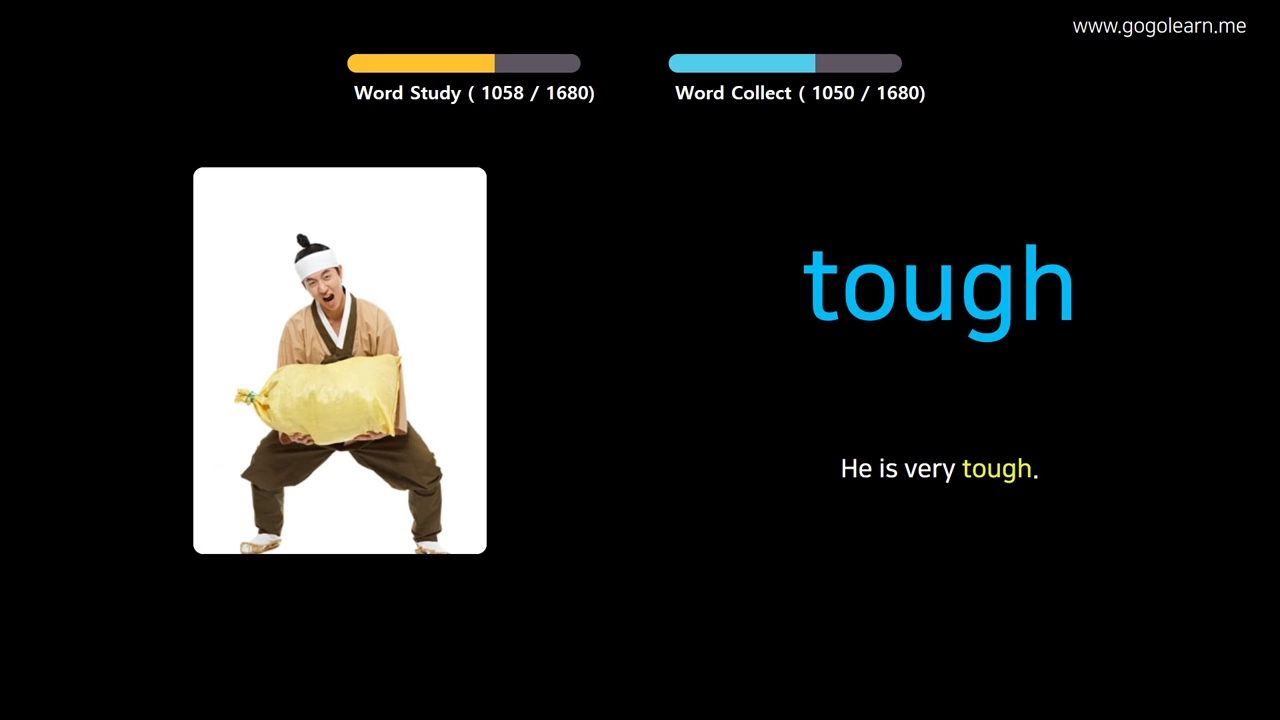 www.gogolearn.me
Word Study ( 1058 / 1680)
Word Collect ( 1050 / 1680)
tough
He is very tough.